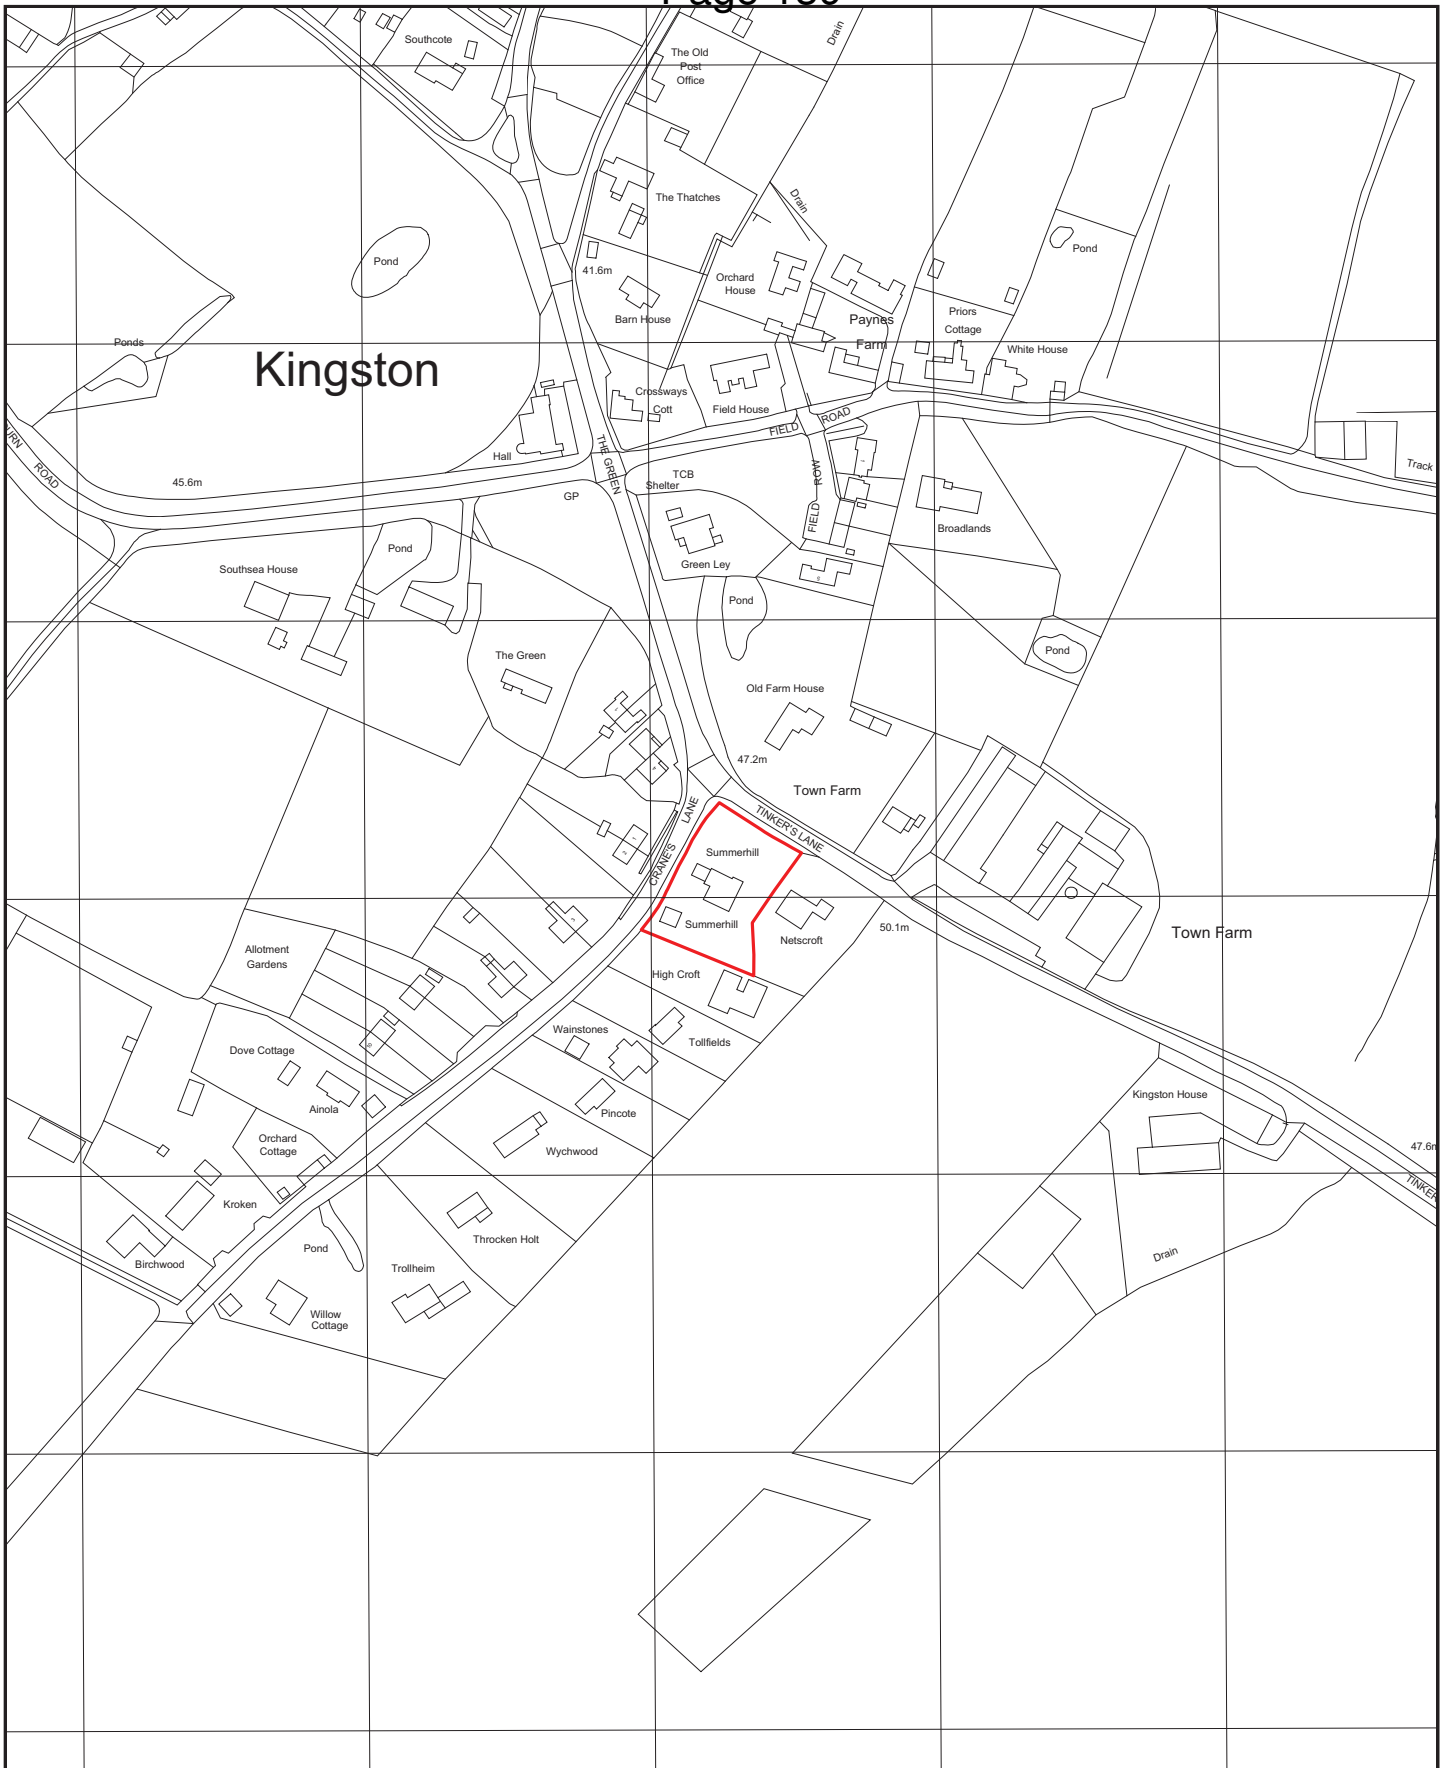 Southcote
The Old
Post
Office
Drain
The Thatches
Drain
Pond
Pond
41.6m
Orchard
House
Barn House
Paynes
Farm
Priors
Cottage
White House
Ponds
Kingston
Crossways
Cott
Field House
FIELD
ROAD
THE GREEN
Hall
ROAD
45.6m
TCB
Shelter
GP
FIELD
ROW
1
Track
Broadlands
Pond
Green Ley
Southsea House
Pond
The Green
Pond
Old Farm House
47.2m
Town Farm
CRANE'S
LANE
TINKER'S LANE
Summerhill
Summerhill
Netscroft
50.1m
Town Farm
Allotment
Gardens
High Croft
Wainstones
Tollfields
Dove Cottage
Ainola
Pincote
Kingston House
Orchard
Cottage
Wychwood
47.6m
TINKER
Kroken
Throcken Holt
Pond
Birchwood
Trollheim
Drain
Willow
Cottage